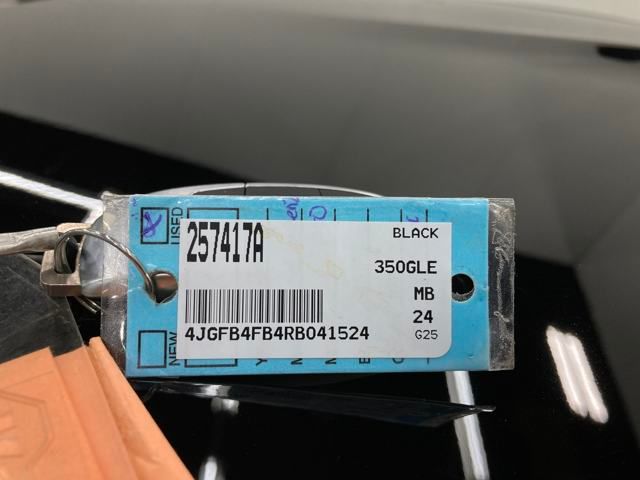 USED
257417A
BLACK
350GLE
MB
24
4JGFB4FB4RB041524
G25
NEW